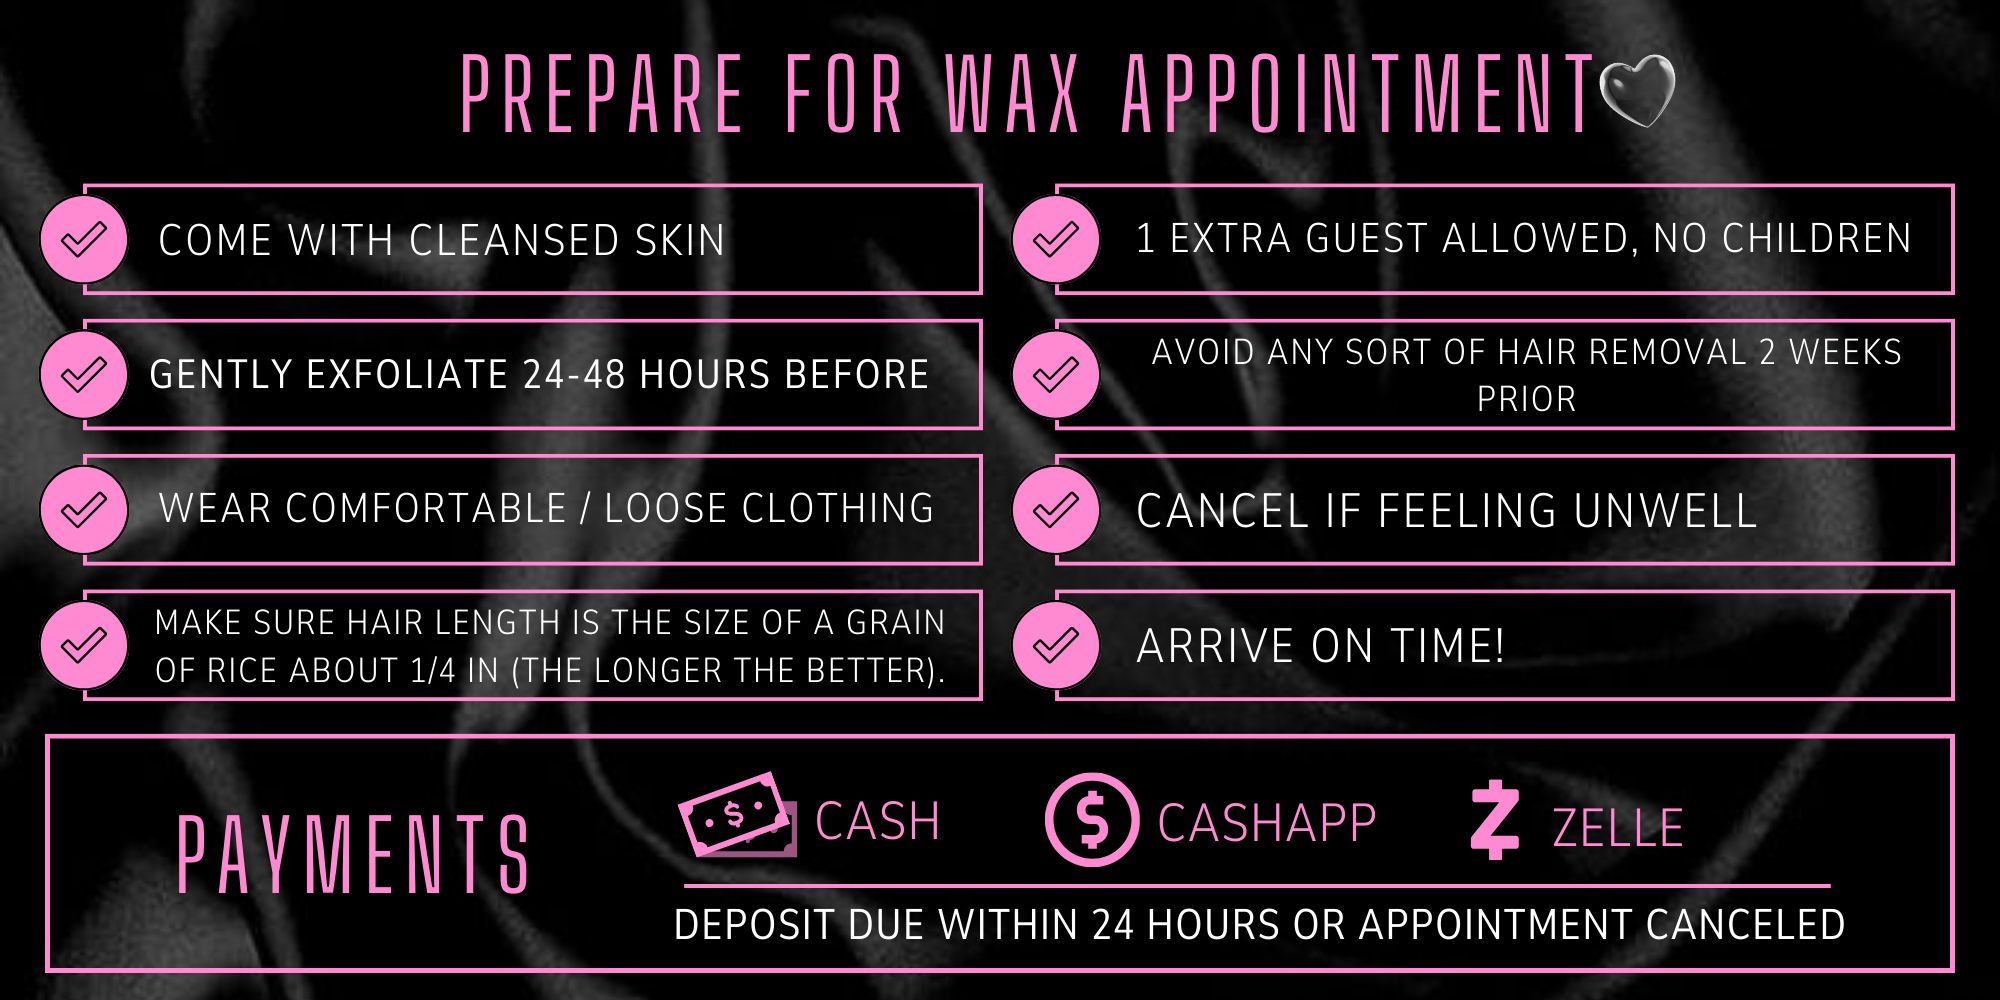 PREPARE FOR WAX APPOINTMENT
COME WITH CLEANSED SKIN
GENTLY EXFOLIATE 24-48 HOURS BEFORE
WEAR COMFORTABLE / LOOSE CLOTHING
MAKE SURE HAIR LENGTH IS THE SIZE OF A GRAIN
OF RICE ABOUT 1/4 IN (THE LONGER THE BETTER).
1 EXTRA GUEST ALLOWED, NO CHILDREN
AVOID ANY SORT OF HAIR REMOVAL 2 WEEKS
PRIOR
CANCEL IF FEELING UNWELL
ARRIVE ON TIME!
PAYMENTS
CASH
CASHAPP
ZELLE
DEPOSIT DUE WITHIN 24 HOURS OR APPOINTMENT CANCELED